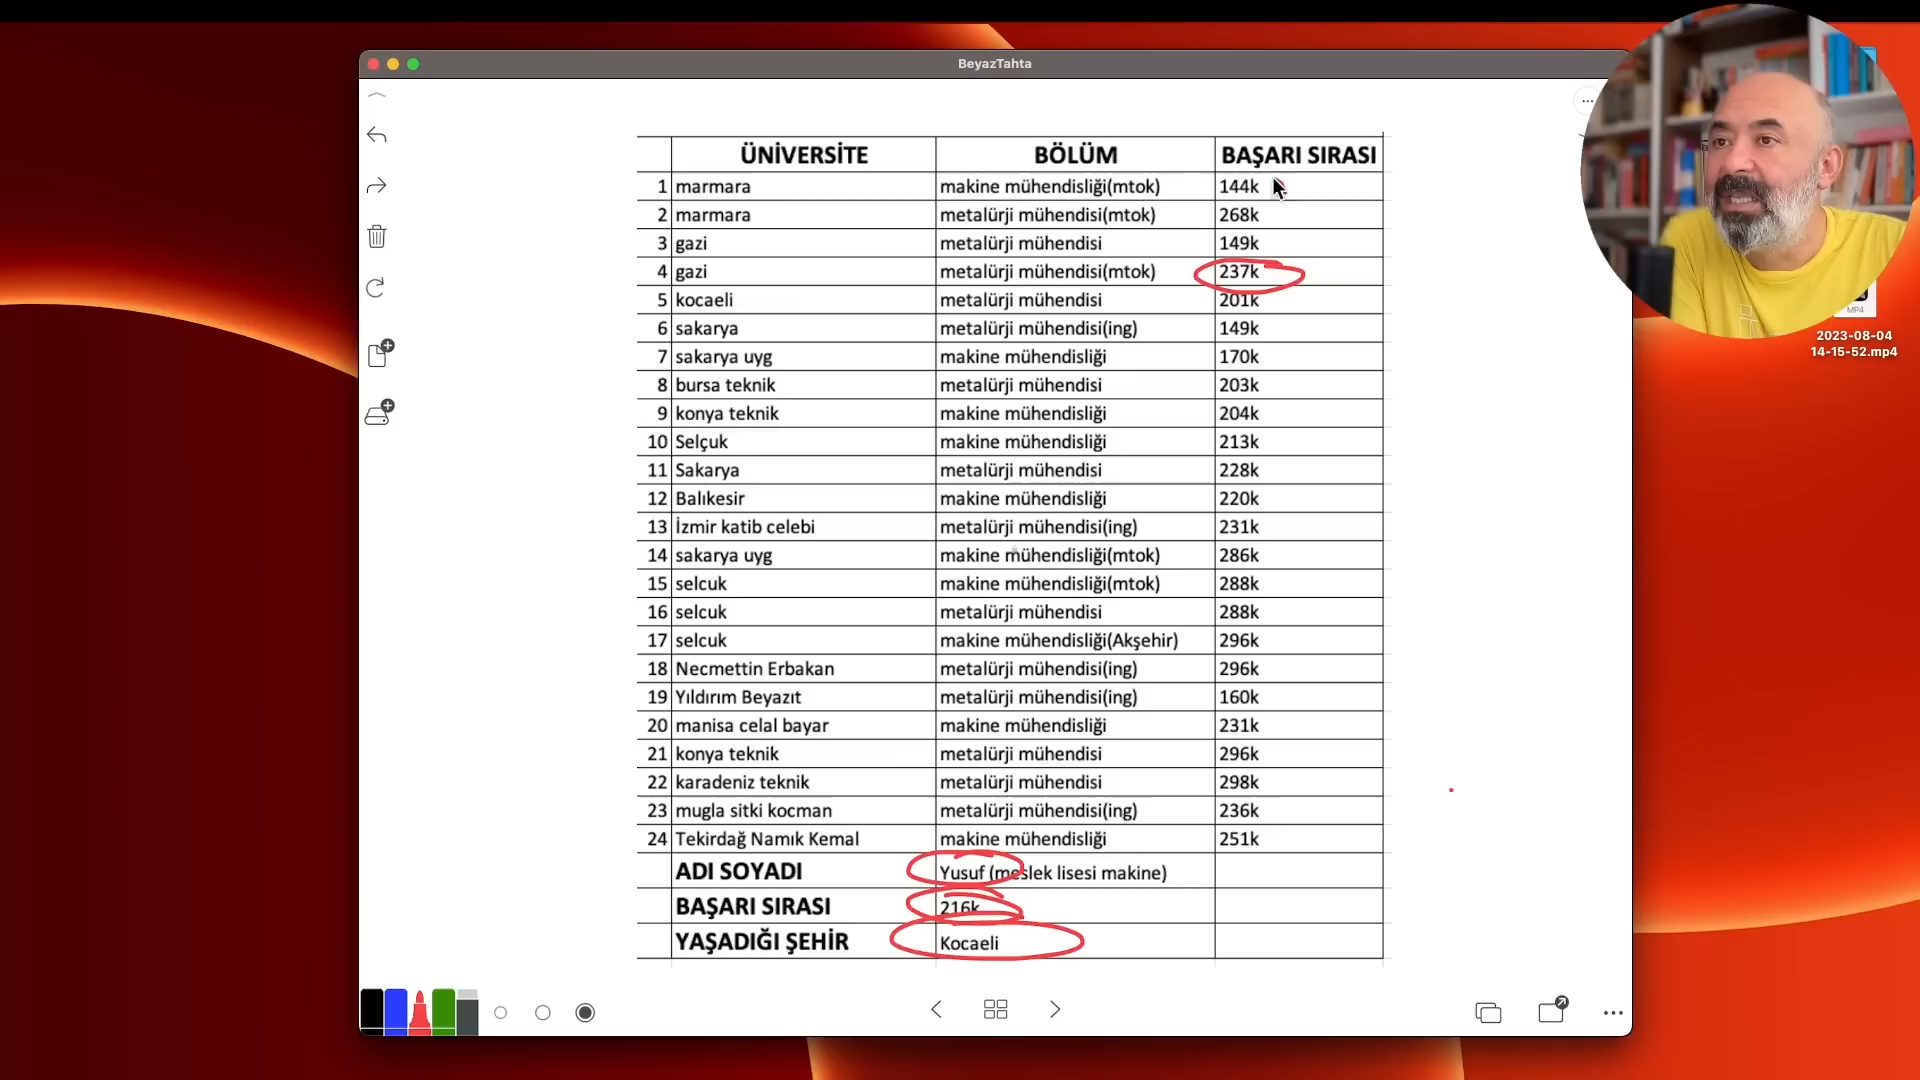 BeyazTahta
ÜNİVERSİTE BÖLÜM BAŞARI SIRASI
1 marmara makine mühendisliği(mtok) 144k
2 marmara metalürji mühendisi(mtok) 268k
3 gazi metalürji mühendisi 149k
4 gazi metalürji mühendisi(mtok) 237k
5 kocaeli metalürji mühendisi 201k
6 sakarya metalürji mühendisi(ing) 149k
7 sakarya uyg makine mühendisliği 170k
8 bursa teknik metalürji mühendisi 203k
9 konya teknik makine mühendisliği 204k
10 Selçuk makine mühendisliği 213k
11 Sakarya metalürji mühendisi 228k
12 Balıkesir makine mühendisliği 220k
13 İzmir katib celebi metalürji mühendisi(ing) 231k
14 sakarya uyg makine mühendisliği(mtok) 286k
15 selcuk makine mühendisliği(mtok) 288k
16 selcuk metalürji mühendisi 288k
17 selcuk makine mühendisliği(Akşehir) 296k
18 Necmettin Erbakan metalürji mühendisi(ing) 296k
19 Yıldırım Beyazıt metalürji mühendisi(ing) 160k
20 manisa celal bayar makine mühendisliği 231k
21 konya teknik metalürji mühendisi 296k
22 karadeniz teknik metalürji mühendisi 298k
23 mugla sitki kocman metalürji mühendisi(ing) 236k
24 Tekirdağ Namık Kemal makine mühendisliği 251k
ADI SOYADI Yusuf (meslek lisesi makine)
BAŞARI SIRASI 216k
YAŞADIĞI ŞEHİR Kocaeli
MP4
2023-08-04
14-15-52.mp4